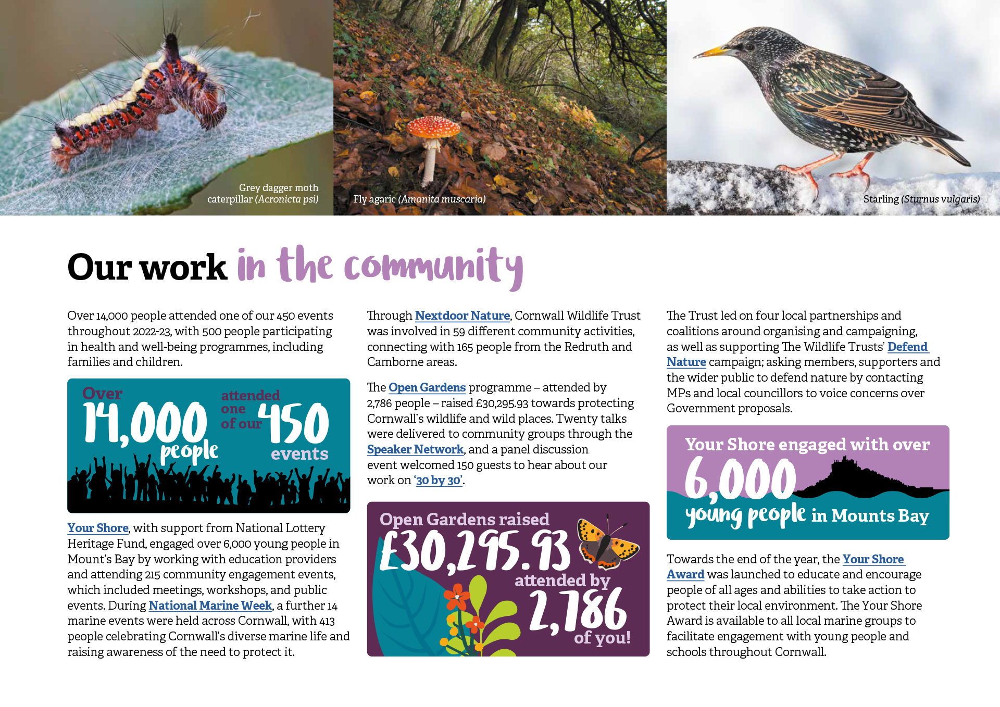 Grey dagger moth
caterpillar (Acronicta psi)
Fly agaric (Amanita muscaria)
Starling (Sturnus vulgaris)
Our work in the community
Over 14,000 people attended one of our 450 events
throughout 2022-23, with 500 people participating
in health and well-being programmes, including
families and children.
Over
14,000
people
attended
one
of our 450
events
Your Shore, with support from National Lottery
Heritage Fund, engaged over 6,000 young people in
Mount's Bay by working with education providers
and attending 215 community engagement events,
which included meetings, workshops, and public
events. During National Marine Week, a further 14
marine events were held across Cornwall, with 413
people celebrating Cornwall's diverse marine life and
raising awareness of the need to protect it.
Through Nextdoor Nature, Cornwall Wildlife Trust
was involved in 59 different community activities,
connecting with 165 people from the Redruth and
Camborne areas.
The Open Gardens programme – attended by
2,786 people – raised £30,295.93 towards protecting
Cornwall's wildlife and wild places. Twenty talks
were delivered to community groups through the
Speaker Network, and a panel discussion
event welcomed 150 guests to hear about our
work on '30 by 30'.
Open Gardens raised
£30,295.93
attended by
2,786
of you!
The Trust led on four local partnerships and
coalitions around organising and campaigning,
as well as supporting The Wildlife Trusts' Defend
Nature campaign; asking members, supporters and
the wider public to defend nature by contacting
MPs and local councillors to voice concerns over
Government proposals.
Your Shore engaged with over
6,000
young people in Mounts Bay
Towards the end of the year, the Your Shore
Award was launched to educate and encourage
people of all ages and abilities to take action to
protect their local environment. The Your Shore
Award is available to all local marine groups to
facilitate engagement with young people and
schools throughout Cornwall.